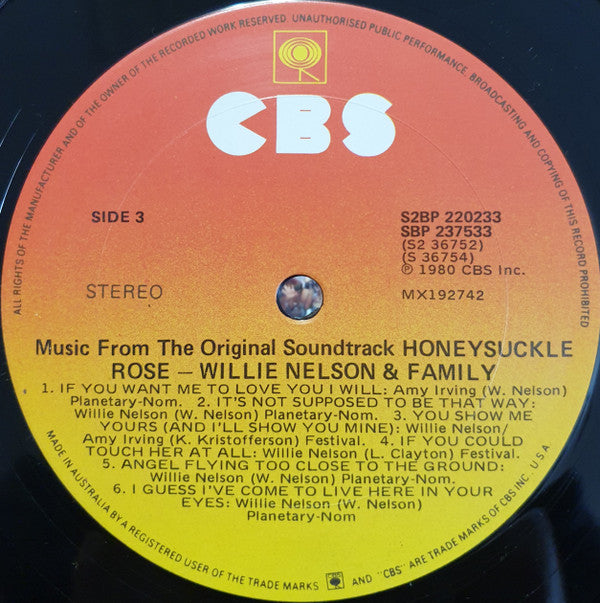 ALL RIGHTS OF THE MANUFACTURER AND OF THE OWNER OF THE RECORDED WORK RESERVED. UNAUTHORISED PUBLIC PERFORMANCE, BROADCASTING AND COPYING OF THIS RECORD PROHIBITED
CBS
SIDE 3
S2BP 220233
SBP 237533
(S2 36752)
(S 36754)
℗ 1980 CBS Inc.
STEREO
MX192742
Music From The Original Soundtrack HONEYSUCKLE
ROSE – WILLIE NELSON & FAMILY
1. IF YOU WANT ME TO LOVE YOU I WILL: Amy Irving (W. Nelson)
Planetary-Nom. 2. IT'S NOT SUPPOSED TO BE THAT WAY:
Willie Nelson (W. Nelson) Planetary-Nom. 3. YOU SHOW ME
YOURS (AND I'LL SHOW YOU MINE): Willie Nelson/
Amy Irving (K. Kristofferson) Festival. 4. IF YOU COULD
TOUCH HER AT ALL: Willie Nelson (L. Clayton) Festival.
5. ANGEL FLYING TOO CLOSE TO THE GROUND:
Willie Nelson (W. Nelson) Planetary-Nom.
6. I GUESS I'VE COME TO LIVE HERE IN YOUR
EYES: Willie Nelson (W. Nelson)
Planetary-Nom
MADE IN AUSTRALIA BY A REGISTERED USER OF THE TRADE MARKS CBS AND "CBS" ARE TRADE MARKS OF CBS INC. U.S.A